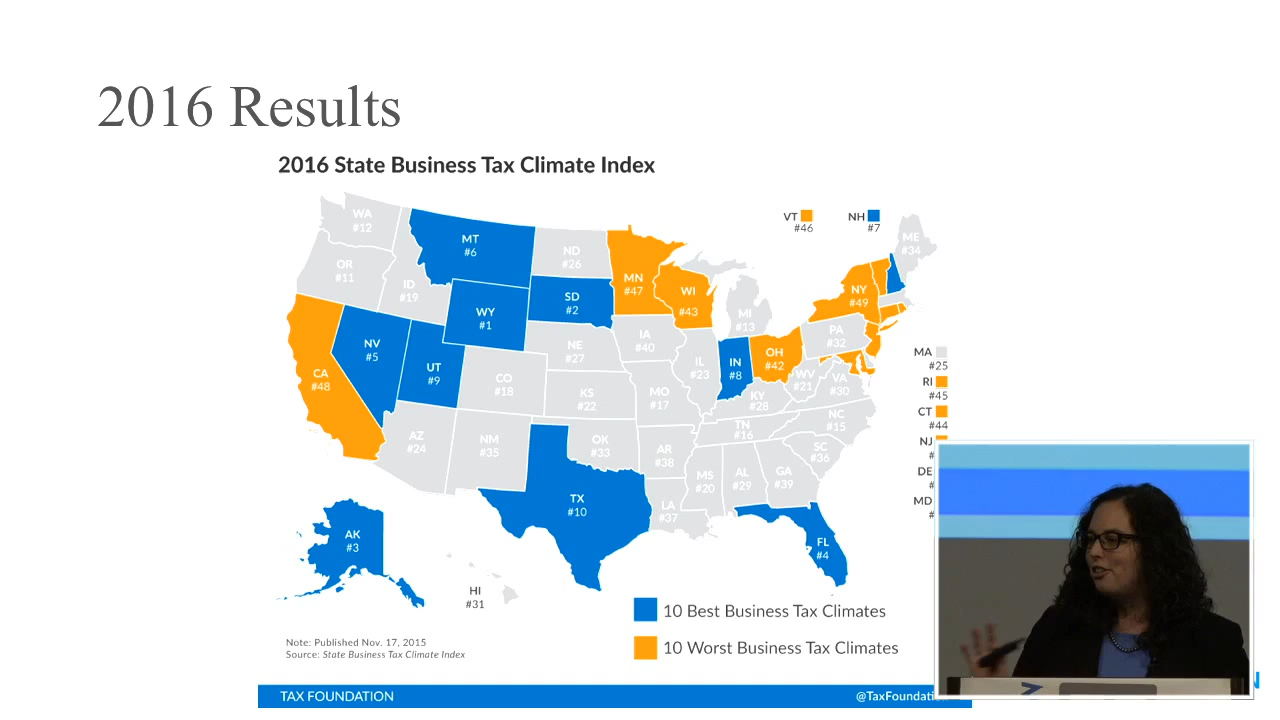 2016 Results
2016 State Business Tax Climate Index
WA
#12
MT
#6
ND
#26
MN
#47
VT
#46
NH
#7
ME
#34
OR
#11
ID
#19
WY
#1
SD
#2
WI
#43
MI
#13
NY
#49
NV
#5
UT
#9
CO
#18
NE
#27
IA
#40
IL
#23
IN
#8
OH
#42
PA
#32
WV
#21
VA
#30
CA
#48
KS
#22
MO
#17
KY
#28
NC
#15
TN
#16
SC
#36
AZ
#24
NM
#35
OK
#33
AR
#38
MS
#20
AL
#29
GA
#39
LA
#37
TX
#10
FL
#4
AK
#3
HI
#31
MA
#25
RI
#45
CT
#44
NJ
#
DE
#
MD
#
10 Best Business Tax Climates
10 Worst Business Tax Climates
Note: Published Nov. 17, 2015
Source: State Business Tax Climate Index
TAX FOUNDATION